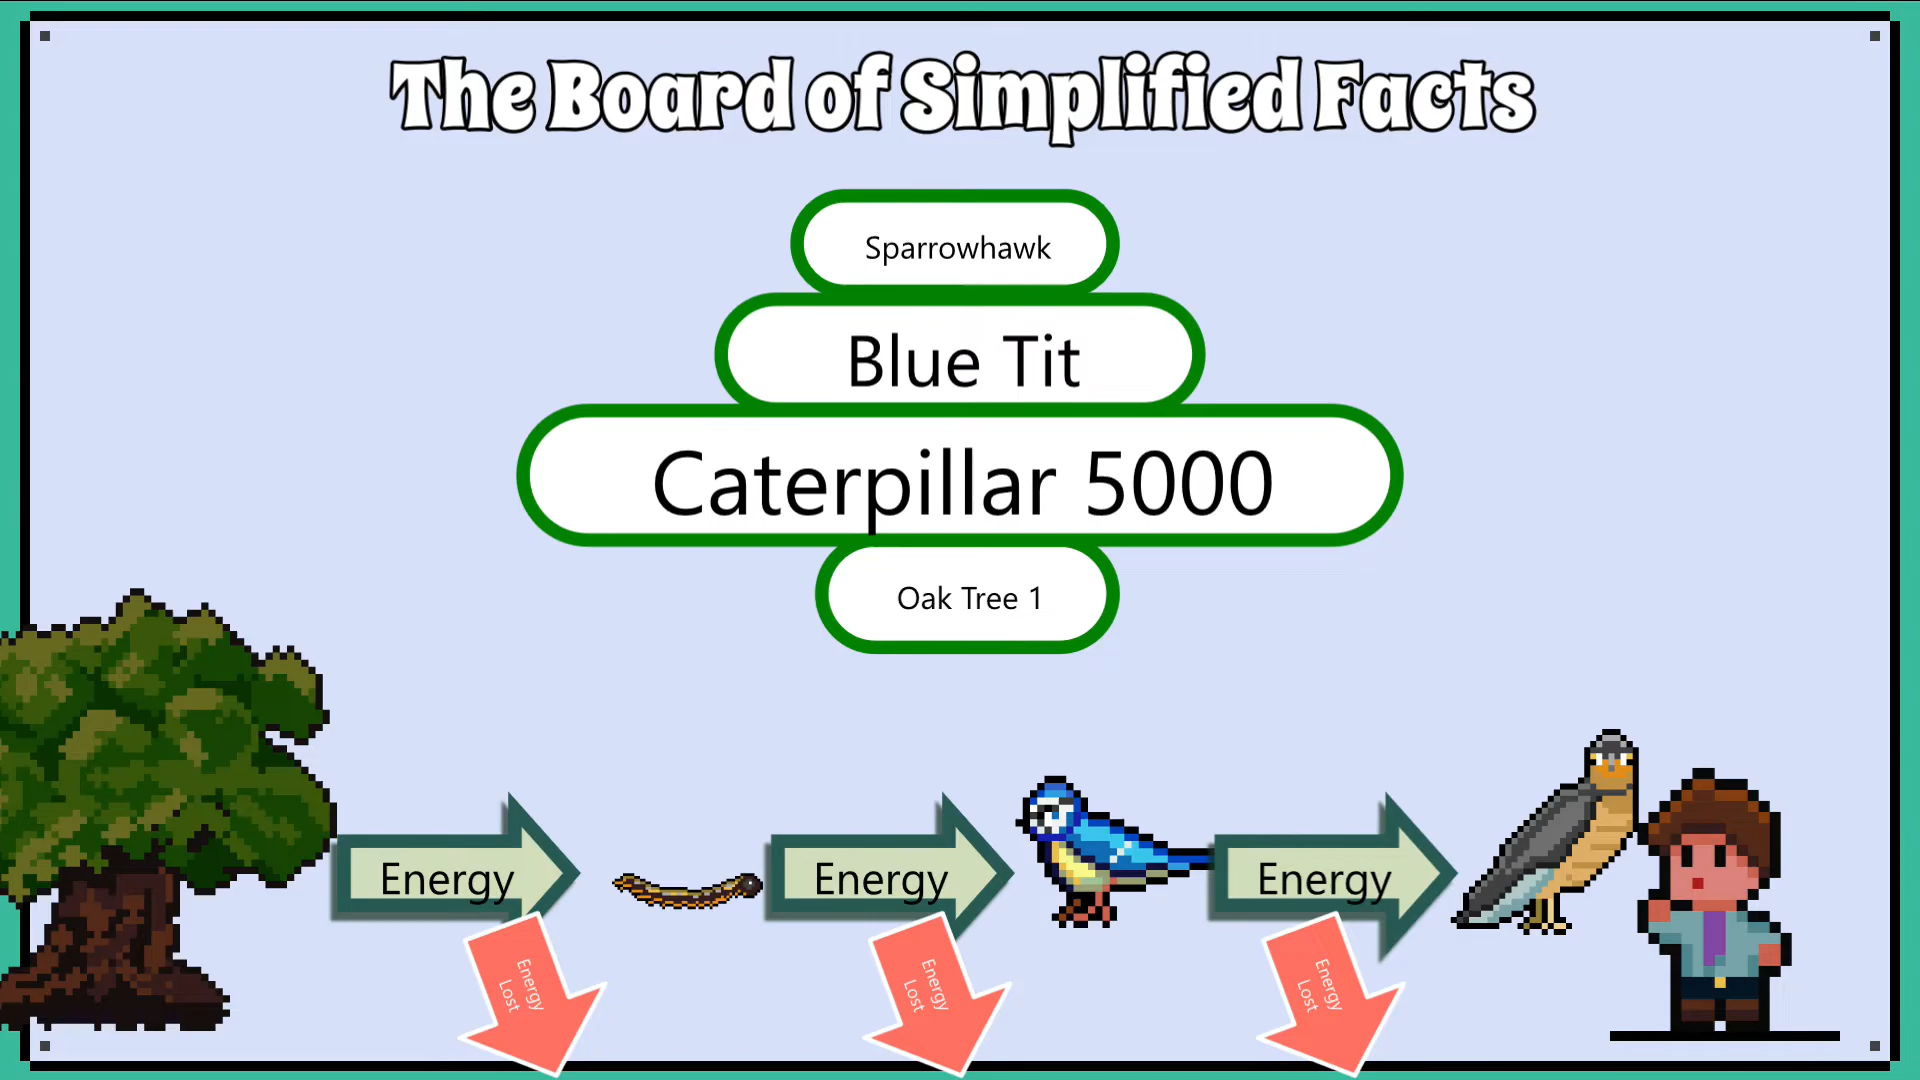 The Board of Simplified Facts
Sparrowhawk
Blue Tit
Caterpillar 5000
Oak Tree 1
Energy
Energy
Energy
Energy
Lost
Energy
Lost
Energy
Lost